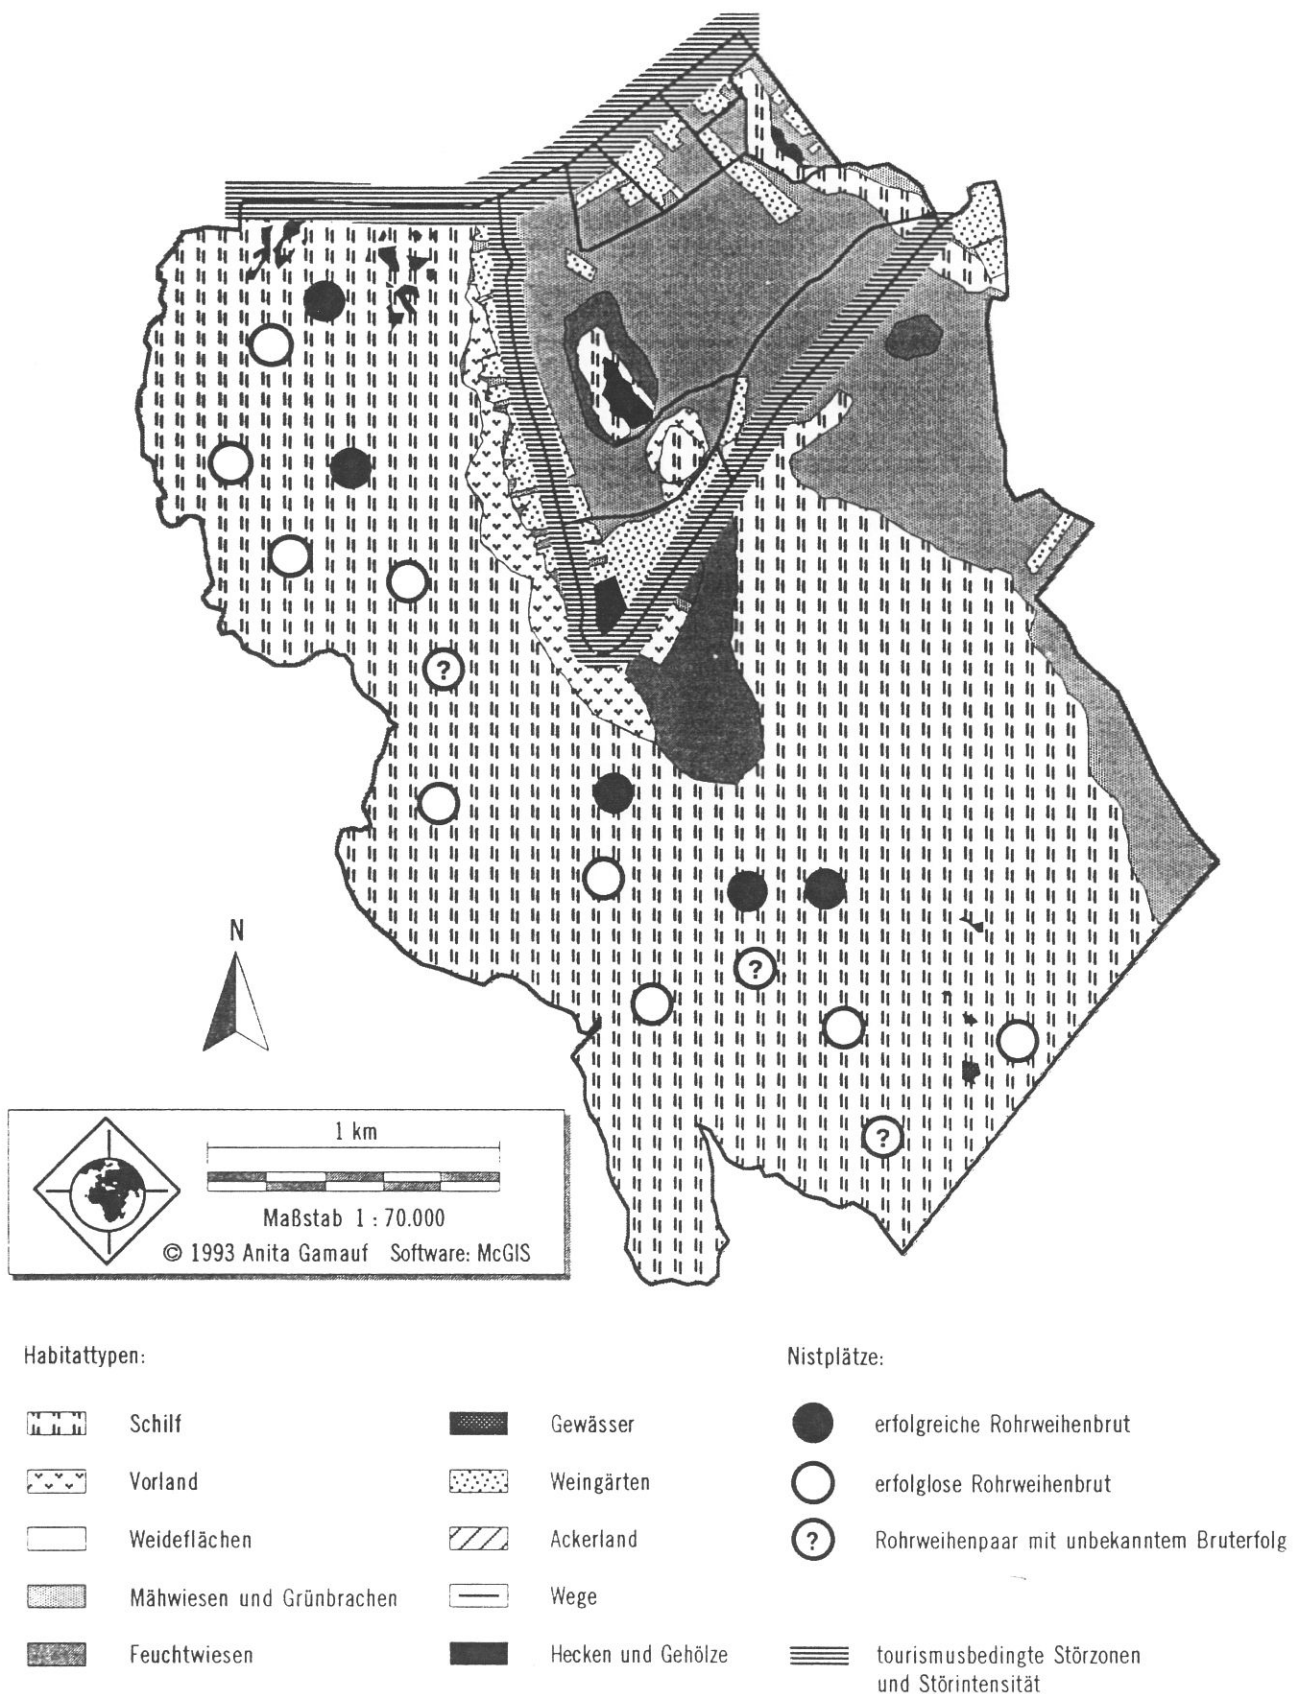 ?
?
?
N
1 km
Maßstab 1 : 70.000
© 1993 Anita Gamauf Software: McGIS
Habitattypen:
Schilf
Vorland
Weideflächen
Mähwiesen und Grünbrachen
Feuchtwiesen
Gewässer
Weingärten
Ackerland
Wege
Hecken und Gehölze
Nistplätze:
erfolgreiche Rohrweihenbrut
erfolglose Rohrweihenbrut
? Rohrweihenpaar mit unbekanntem Bruterfolg
tourismusbedingte Störzonen
und Störintensität